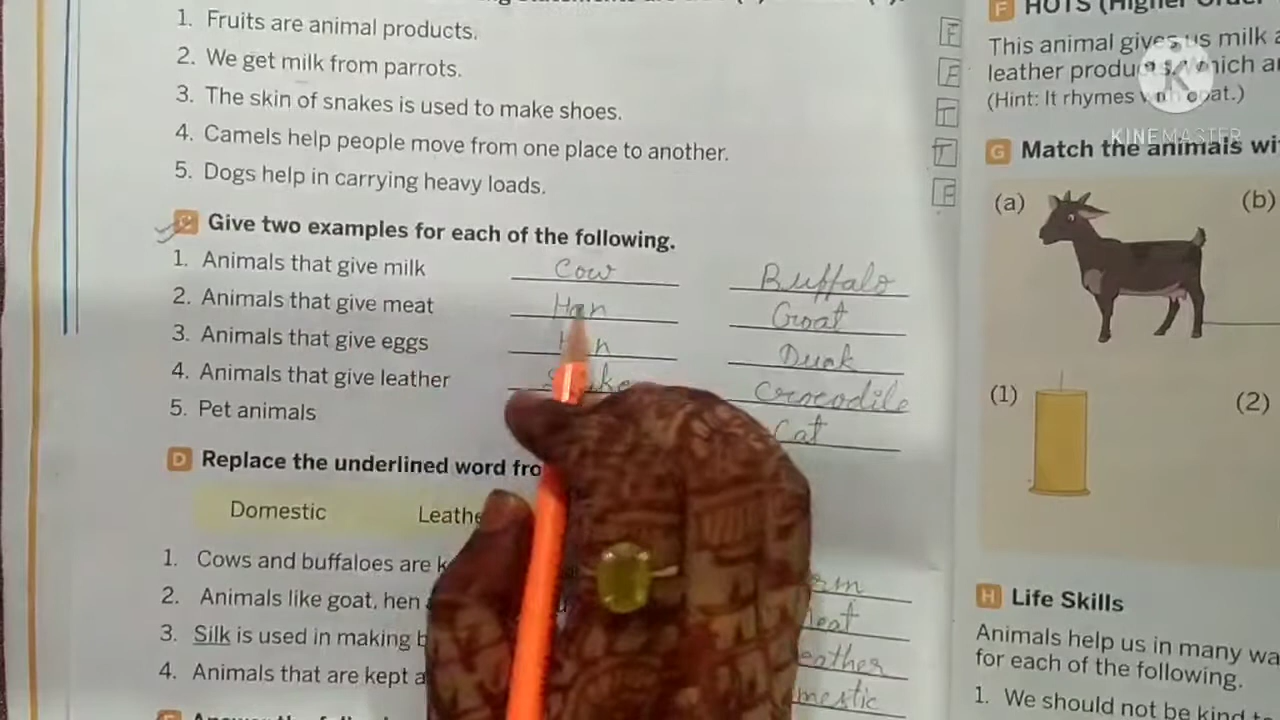 1. Fruits are animal products. F
2. We get milk from parrots. F
3. The skin of snakes is used to make shoes. T
4. Camels help people move from one place to another. T
5. Dogs help in carrying heavy loads. F
Give two examples for each of the following.
1. Animals that give milk Cow Buffalo
2. Animals that give meat Han Goat
3. Animals that give eggs Duak
4. Animals that give leather Crocodile
5. Pet animals Cat
D Replace the underlined word
Domestic
1. Cows and buffaloes are
2. Animals like goat, hen
3. Silk is used in making
4. Animals that are kept
F HOTS (Higher Order
This animal gives us milk
leather
(Hint: It rhymes
G Match the animals
(a) (b)
(1) (2)
H Life Skills
Animals help us in many
for each of the following.
1. We should not be kind
KINEMASTER